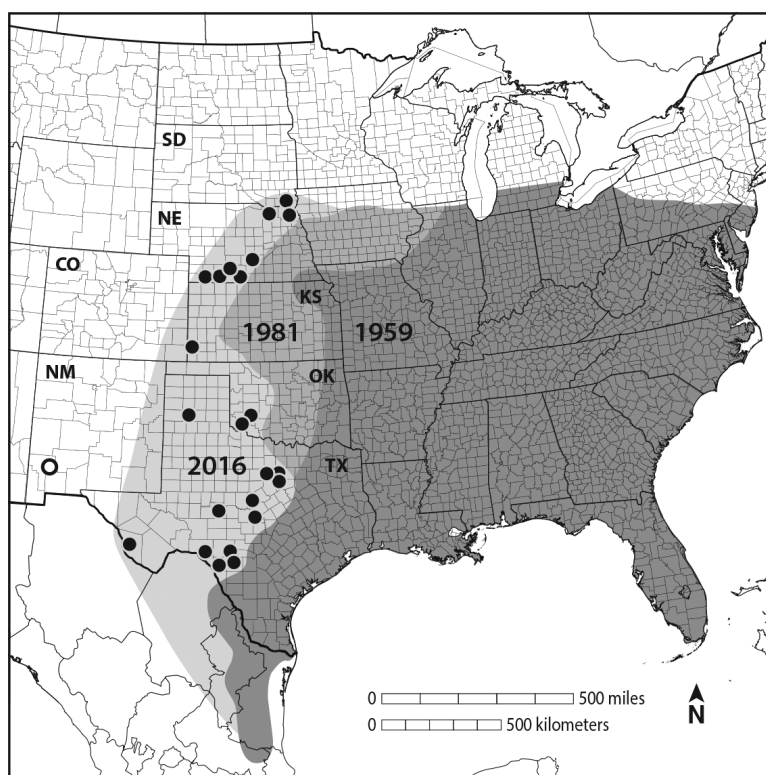 SD
NE
CO
KS
1981 1959
NM
OK
2016
TX
0 500 miles
0 500 kilometers
N